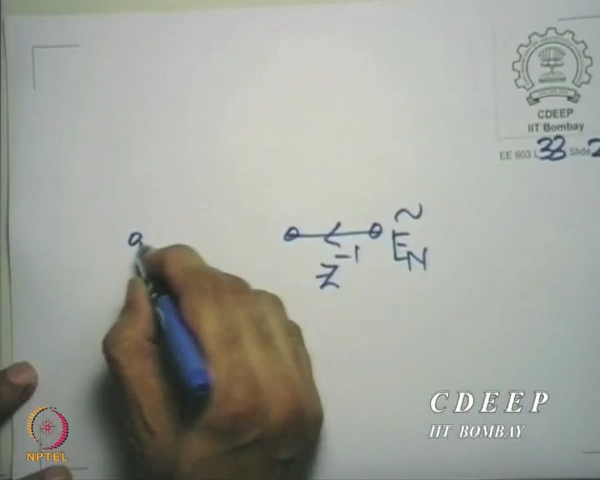 CDEEP
IIT Bombay
EE 603 L 38 Slide 2
Ẽ_N
z⁻¹
CDEEP
IIT BOMBAY
NPTEL